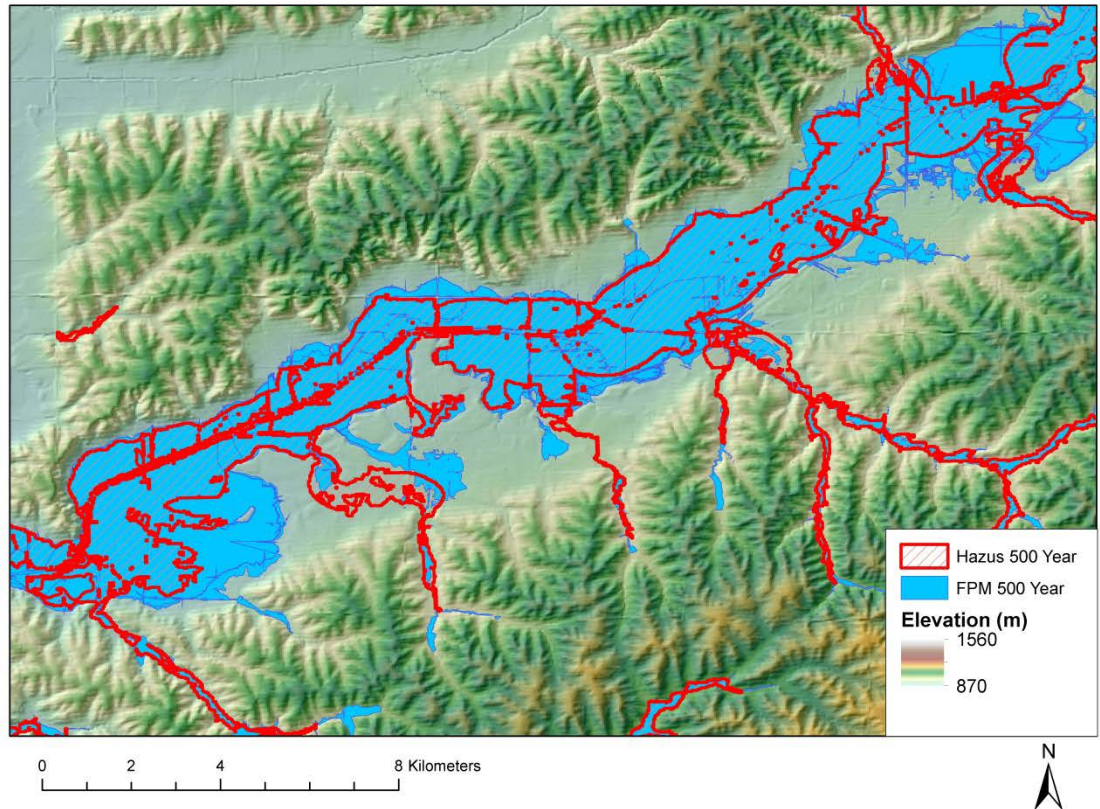 Hazus 500 Year
FPM 500 Year
Elevation (m)
1560
870
0 2 4 8 Kilometers
N